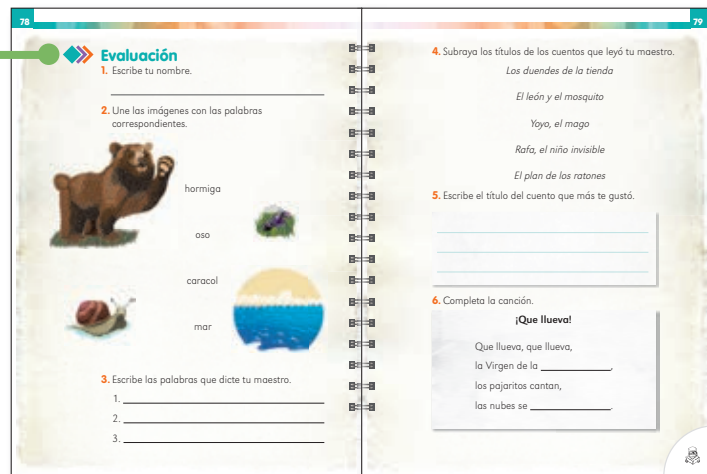 78
Evaluación
1. Escribe tu nombre.
2. Une las imágenes con las palabras
correspondientes.
hormiga
oso
caracol
mar
3. Escribe las palabras que dicte tu maestro.
1.
2.
3.
79
4. Subraya los títulos de los cuentos que leyó tu maestro.
Los duendes de la tienda
El león y el mosquito
Yoyo, el mago
Rafa, el niño invisible
El plan de los ratones
5. Escribe el título del cuento que más te gustó.
6. Completa la canción.
¡Que llueva!
Que llueva, que llueva,
la Virgen de la ____________,
los pajaritos cantan,
las nubes se ____________.